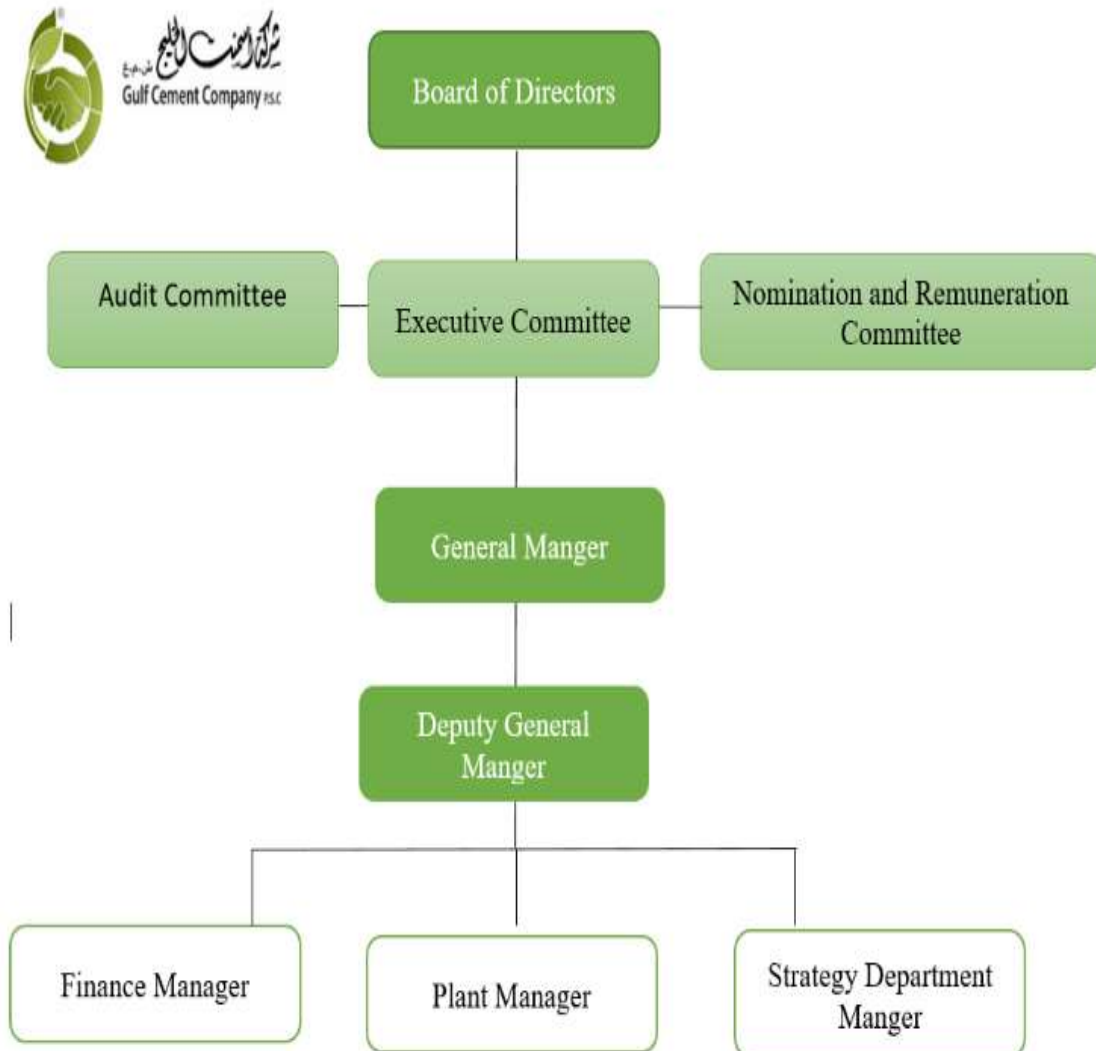 شركة أسمنت الخليج ش.م.ع
Gulf Cement Company P.S.C
Board of Directors
Audit Committee
Executive Committee
Nomination and Remuneration
Committee
General Manger
Deputy General
Manger
Finance Manager
Plant Manager
Strategy Department
Manger